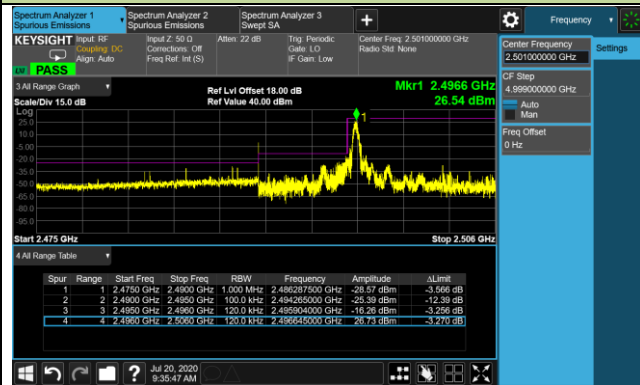 Spectrum Analyzer 1
Spurious Emissions
Spectrum Analyzer 2
Spurious Emissions
Spectrum Analyzer 3
Swept SA
Frequency
KEYSIGHT
Input: RF
Coupling: DC
Align: Auto
Input Z: 50 Ω
Corrections: Off
Freq Ref: Int (S)
Atten: 22 dB
Trig: Periodic
Gate: LO
IF Gain: Low
Center Freq: 2.501000000 GHz
Radio Std: None
PASS
3 All Range Graph
Scale/Div 15.0 dB
Ref Lvl Offset 18.00 dB
Ref Value 40.00 dBm
Mkr1 2.4966 GHz
26.54 dBm
Log
25.0
10.0
-5.00
-20.0
-35.0
-50.0
-65.0
-80.0
-95.0
1
Start 2.475 GHz
Stop 2.506 GHz
4 All Range Table
Spur Range Start Freq Stop Freq RBW Frequency Amplitude ΔLimit
1 1 2.4750 GHz 2.4900 GHz 1.000 MHz 2.486287500 GHz -28.57 dBm -3.566 dB
2 2 2.4900 GHz 2.4950 GHz 100.0 kHz 2.494265000 GHz -25.39 dBm -12.39 dB
3 3 2.4950 GHz 2.4960 GHz 120.0 kHz 2.495904000 GHz -16.26 dBm -3.256 dB
4 4 2.4960 GHz 2.5060 GHz 120.0 kHz 2.496645000 GHz 26.73 dBm -3.270 dB
Center Frequency
2.501000000 GHz
Settings
CF Step
4.999000000 GHz
Auto
Man
Freq Offset
0 Hz
?
Jul 20, 2020
9:35:47 AM